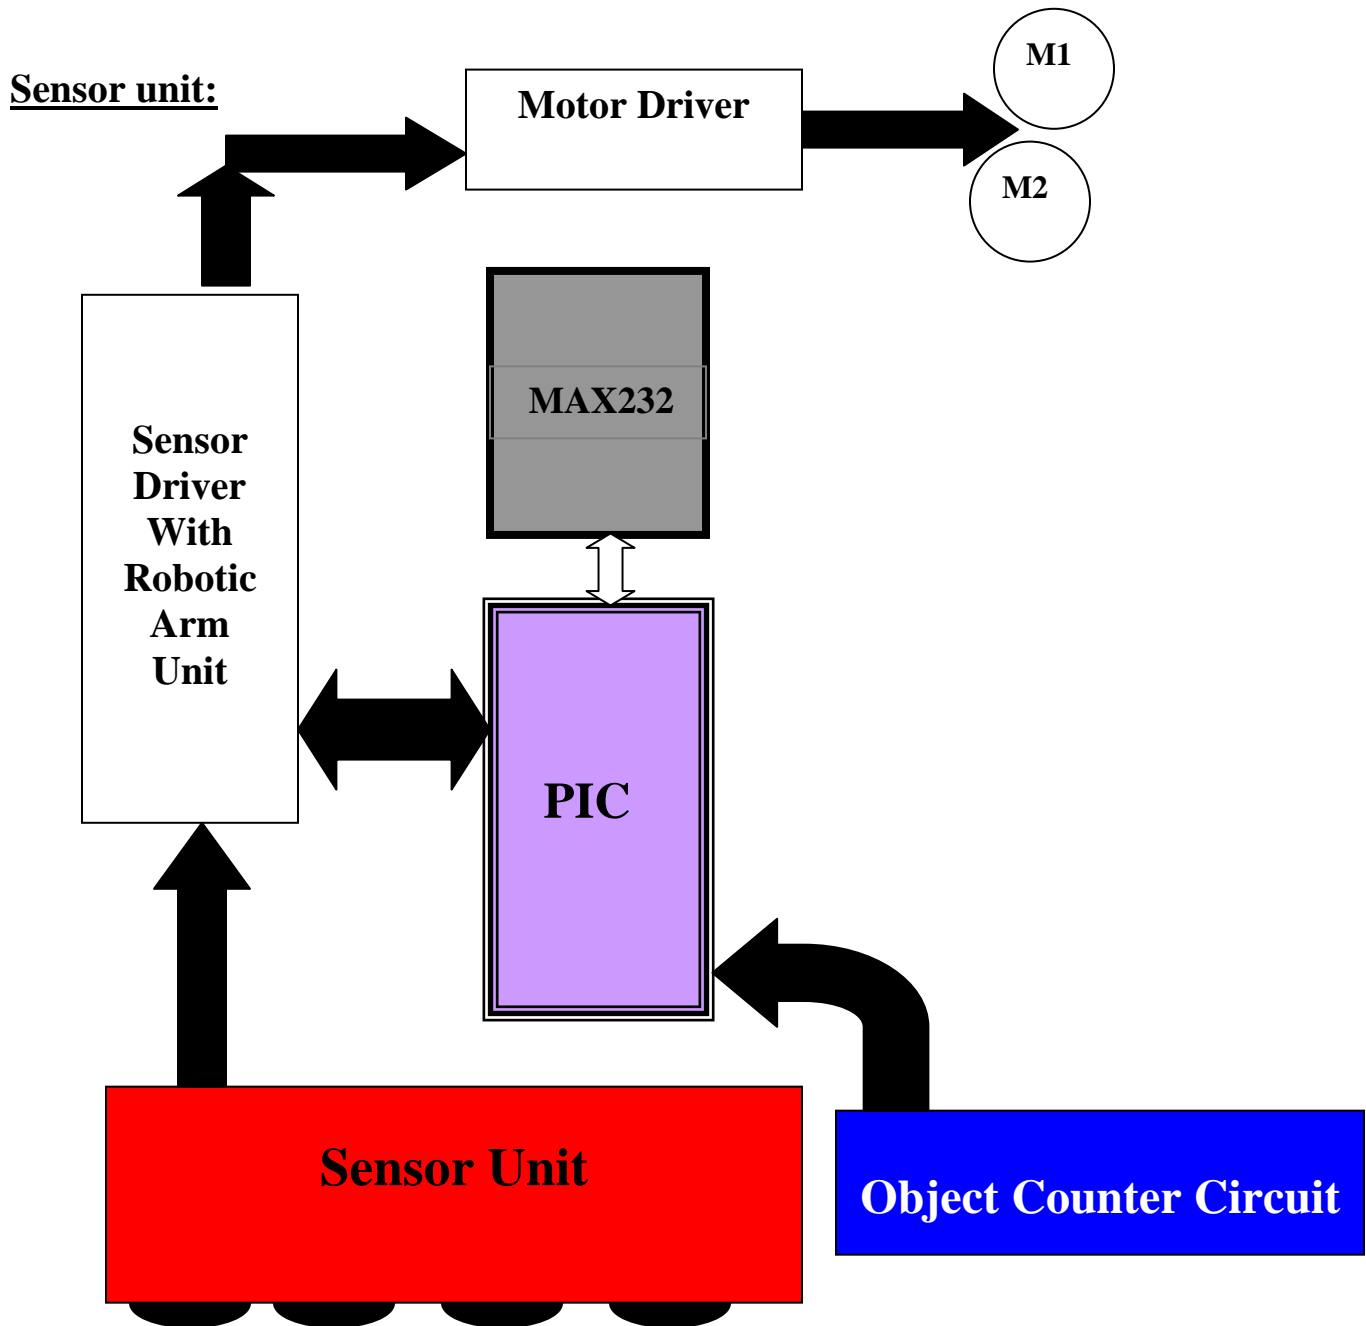 Sensor unit:
Motor Driver
M1
M2
MAX232
Sensor
Driver
With
Robotic
Arm
Unit
PIC
Sensor Unit
Object Counter Circuit